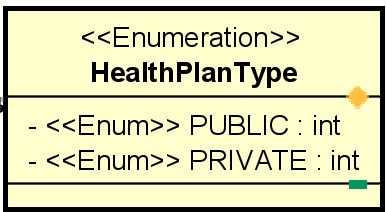 <<Enumeration>>
HealthPlanType
- <<Enum>> PUBLIC : int
- <<Enum>> PRIVATE : int